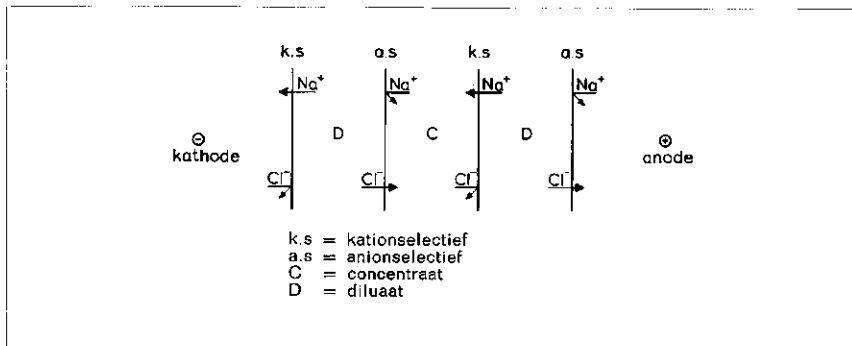 k.s a.s k.s a.s
Na⁺ Na⁺ Na⁺ Na⁺
D C D
⊖ ⊕
kathode anode
Cl⁻ Cl⁻ Cl⁻ Cl⁻
k.s = kationselectief
a.s = anionselectief
C = concentraat
D = diluaat